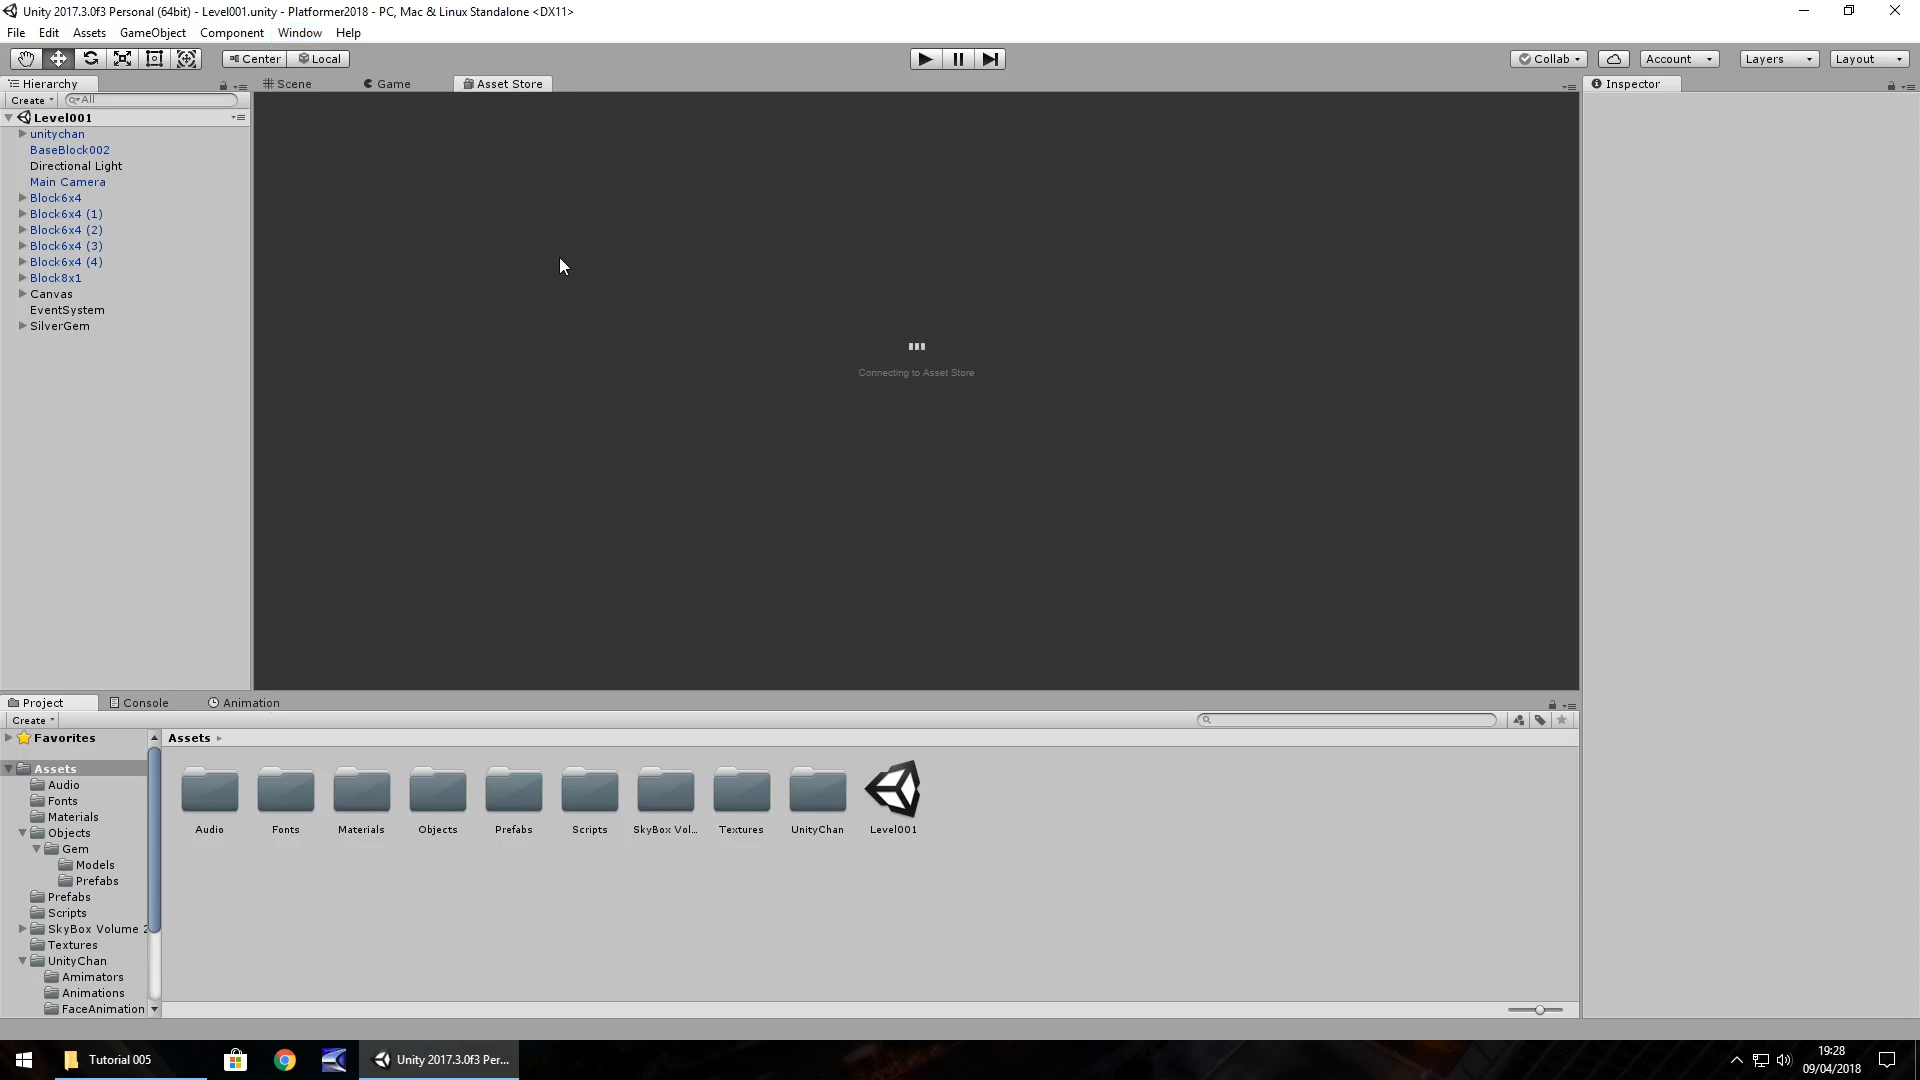 Unity 2017.3.0f3 Personal (64bit) - Level001.unity - Platformer2018 - PC, Mac & Linux Standalone <DX11>
File Edit Assets GameObject Component Window Help
Center Local Collab Account Layers Layout
Hierarchy Scene Game Asset Store Inspector
Create All
Level001
unitychan
BaseBlock002
Directional Light
Main Camera
Block6x4
Block6x4 (1)
Block6x4 (2)
Block6x4 (3)
Block6x4 (4)
Block8x1
Canvas
EventSystem
SilverGem
Connecting to Asset Store
Project Console Animation
Create
Favorites
Assets
Audio
Fonts
Materials
Objects
Gem
Models
Prefabs
Prefabs
Scripts
SkyBox Volume 2
Textures
UnityChan
Amimators
Animations
FaceAnimation
Assets
Audio Fonts Materials Objects Prefabs Scripts SkyBox Vol... Textures UnityChan Level001
Tutorial 005 Unity 2017.3.0f3 Per...
19:28
09/04/2018